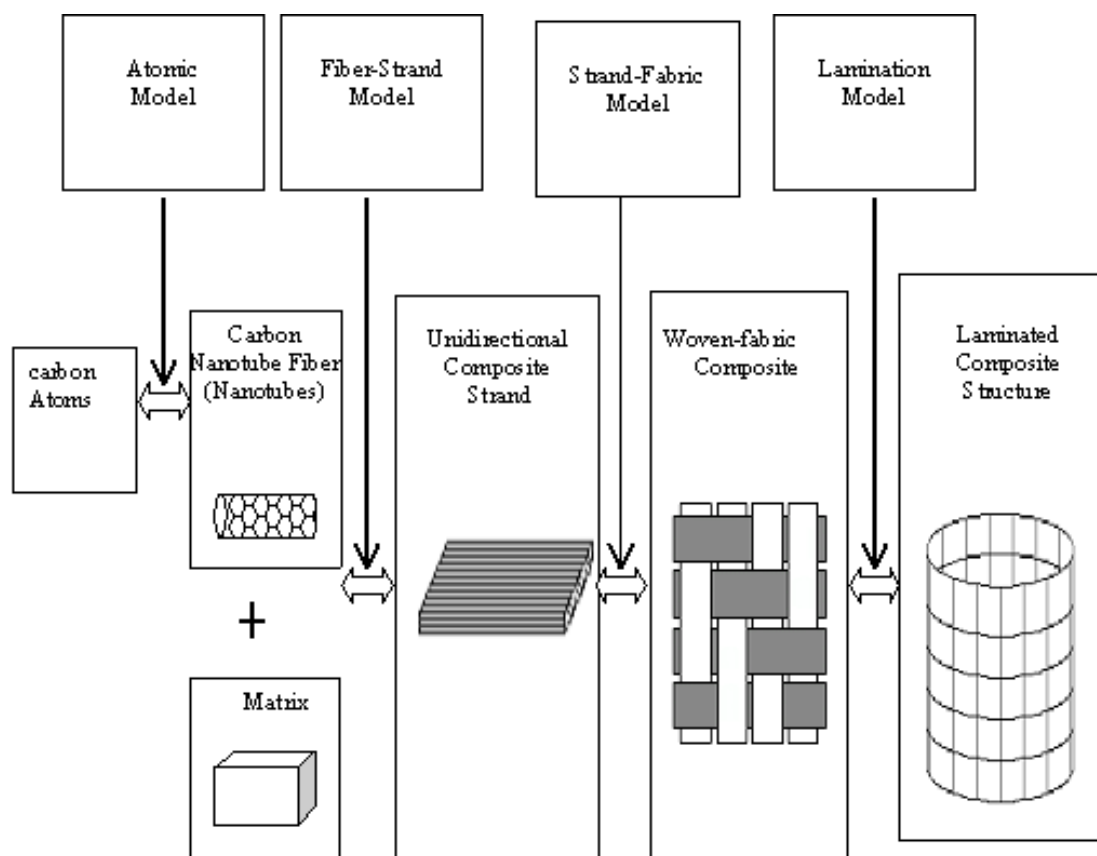 Atomic
Model
Fiber-Strand
Model
Strand-Fabric
Model
Lamination
Model
carbon
Atoms
Carbon
Nanotube Fiber
(Nanotubes)
+
Matrix
Unidirectional
Composite
Strand
Woven-fabric
Composite
Laminated
Composite
Structure